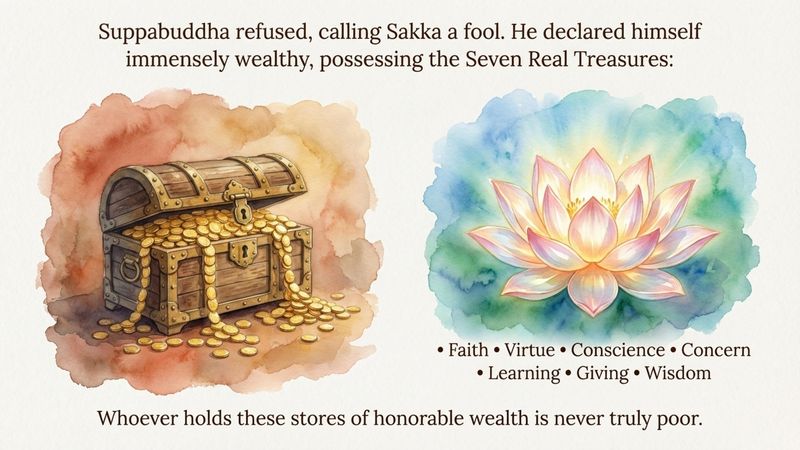 Suppabuddha refused, calling Sakka a fool. He declared himself
immensely wealthy, possessing the Seven Real Treasures:
• Faith • Virtue • Conscience • Concern
• Learning • Giving • Wisdom
Whoever holds these stores of honorable wealth is never truly poor.